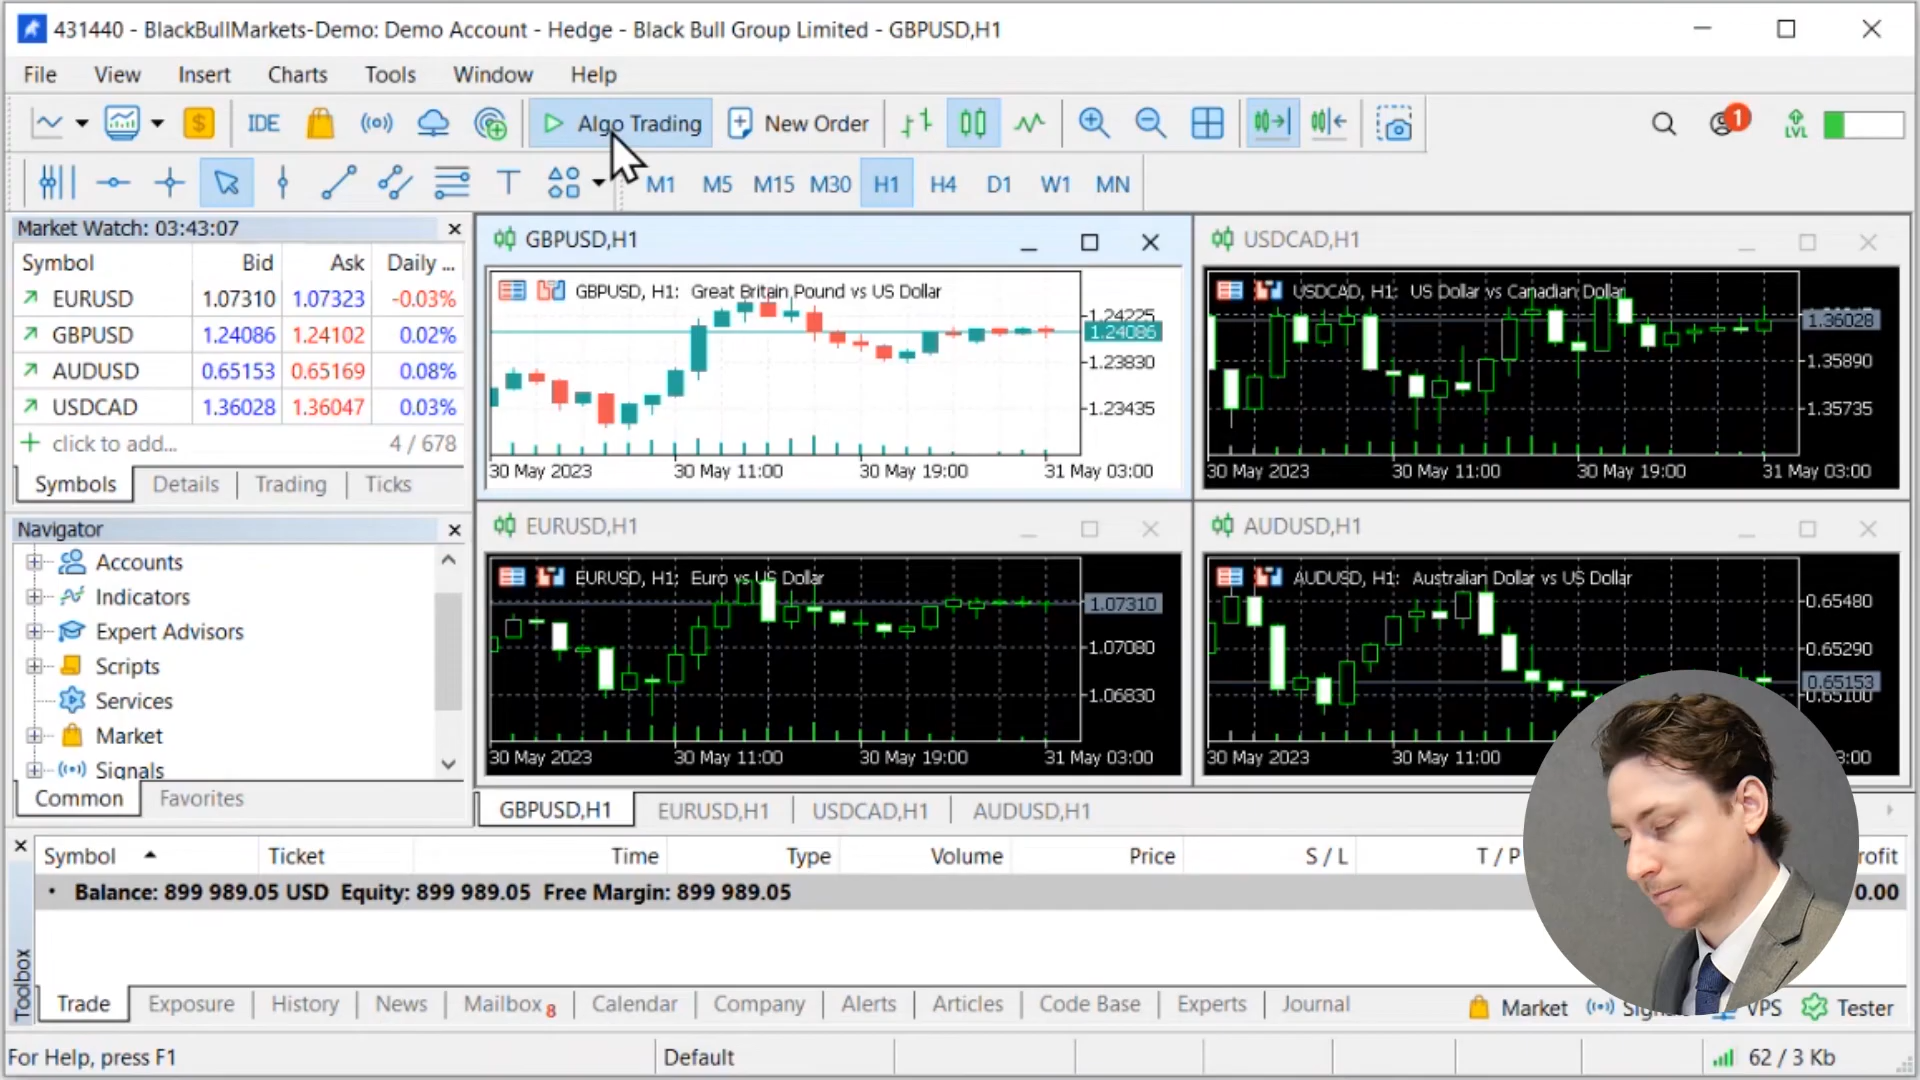 431440 - BlackBullMarkets-Demo: Demo Account - Hedge - Black Bull Group Limited - GBPUSD,H1
File View Insert Charts Tools Window Help
IDE Algo Trading New Order 1 LVL
T M1 M5 M15 M30 H1 H4 D1 W1 MN
Market Watch: 03:43:07
Symbol Bid Ask Daily ...
EURUSD 1.07310 1.07323 -0.03%
GBPUSD 1.24086 1.24102 0.02%
AUDUSD 0.65153 0.65169 0.08%
USDCAD 1.36028 1.36047 0.03%
click to add... 4 / 678
Symbols Details Trading Ticks
Navigator
Accounts
Indicators
Expert Advisors
Scripts
Services
Market
Signals
Common Favorites
GBPUSD,H1
GBPUSD, H1: Great Britain Pound vs US Dollar
1.24225
1.24086
1.23830
1.23435
30 May 2023 30 May 11:00 30 May 19:00 31 May 03:00
USDCAD,H1
USDCAD, H1: US Dollar vs Canadian Dollar
1.36028
1.35890
1.35735
30 May 2023 30 May 11:00 30 May 19:00 31 May 03:00
EURUSD,H1
EURUSD, H1: Euro vs US Dollar
1.07310
1.07080
1.06830
30 May 2023 30 May 11:00 30 May 19:00 31 May 03:00
AUDUSD,H1
AUDUSD, H1: Australian Dollar vs US Dollar
0.65480
0.65290
0.65153
30 May 2023 30 May 11:00
GBPUSD,H1 EURUSD,H1 USDCAD,H1 AUDUSD,H1
Symbol Ticket Time Type Volume Price S / L T / P
Balance: 899 989.05 USD Equity: 899 989.05 Free Margin: 899 989.05 0.00
Toolbox
Trade Exposure History News Mailbox 8 Calendar Company Alerts Articles Code Base Experts Journal Market VPS Tester
For Help, press F1 Default 62 / 3 Kb